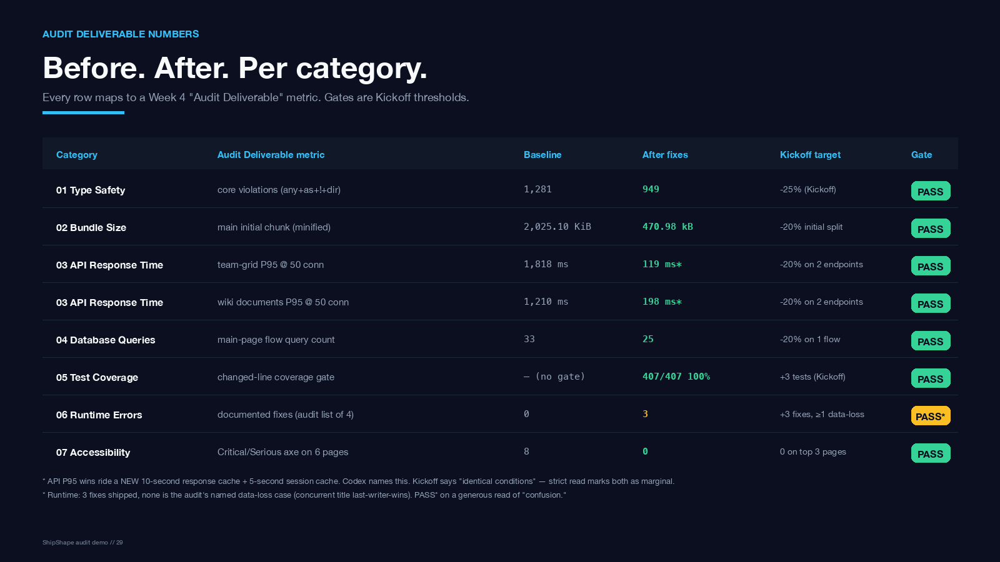 AUDIT DELIVERABLE NUMBERS
Before. After. Per category.
Every row maps to a Week 4 "Audit Deliverable" metric. Gates are Kickoff thresholds.
Category Audit Deliverable metric Baseline After fixes Kickoff target Gate
01 Type Safety core violations (any+as+!+dir) 1,281 949 -25% (Kickoff) PASS
02 Bundle Size main initial chunk (minified) 2,025.10 KiB 470.98 kB -20% initial split PASS
03 API Response Time team-grid P95 @ 50 conn 1,818 ms 119 ms* -20% on 2 endpoints PASS
03 API Response Time wiki documents P95 @ 50 conn 1,210 ms 198 ms* -20% on 2 endpoints PASS
04 Database Queries main-page flow query count 33 25 -20% on 1 flow PASS
05 Test Coverage changed-line coverage gate — (no gate) 407/407 100% +3 tests (Kickoff) PASS
06 Runtime Errors documented fixes (audit list of 4) 0 3 +3 fixes, ≥1 data-loss PASS*
07 Accessibility Critical/Serious axe on 6 pages 8 0 0 on top 3 pages PASS
* API P95 wins ride a NEW 10-second response cache + 5-second session cache. Codex names this. Kickoff says "identical conditions" — strict read marks both as marginal.
* Runtime: 3 fixes shipped, none is the audit's named data-loss case (concurrent title last-writer-wins). PASS* on a generous read of "confusion."
ShipShape audit demo // 29